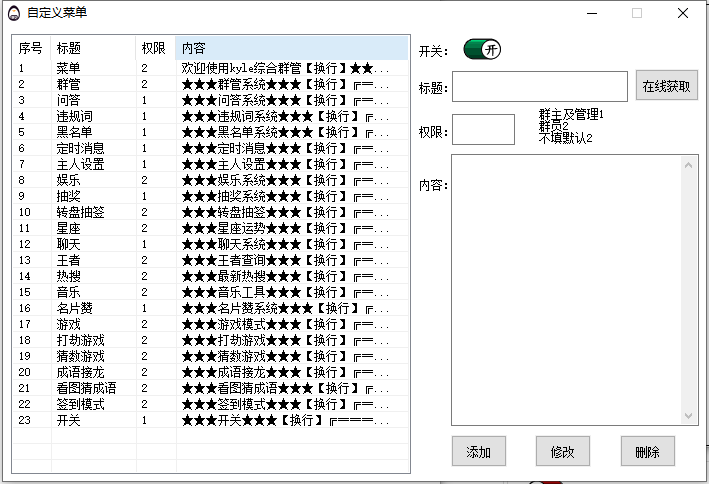 自定义菜单
序号 标题 权限 内容
1 菜单 2 欢迎使用kyle综合群管【换行】★★...
2 群管 2 ★★★群管系统★★★【换行】╔═...
3 问答 1 ★★★问答系统★★★【换行】╔═...
4 违规词 1 ★★★违规词系统★★★【换行】╔...
5 黑名单 1 ★★★黑名单系统★★★【换行】╔...
6 定时消息 1 ★★★定时消息★★★【换行】╔═...
7 主人设置 1 ★★★主人设置★★★【换行】╔═...
8 娱乐 2 ★★★娱乐系统★★★【换行】╔═...
9 抽奖 1 ★★★抽奖系统★★★【换行】╔═...
10 转盘抽签 2 ★★★转盘抽签★★★【换行】╔═...
11 星座 2 ★★★星座运势★★★【换行】╔═...
12 聊天 1 ★★★聊天系统★★★【换行】╔═...
13 王者 2 ★★★王者查询★★★【换行】╔═...
14 热搜 2 ★★★最新热搜★★★【换行】╔═...
15 音乐 2 ★★★音乐工具★★★【换行】╔═...
16 名片赞 1 ★★★名片赞系统★★★【换行】╔...
17 游戏 2 ★★★游戏模式★★★【换行】╔═...
18 打劫游戏 2 ★★★打劫游戏★★★【换行】╔═...
19 猜数游戏 2 ★★★猜数游戏★★★【换行】╔═...
20 成语接龙 2 ★★★成语接龙★★★【换行】╔═...
21 看图猜成语 2 ★★★看图猜成语★★★【换行】╔...
22 签到模式 2 ★★★签到模式★★★【换行】╔═...
23 开关 1 ★★★开关★★★【换行】╔═══...
开关： 开
标题： 在线获取
权限： 群主及管理1
群员2
不填默认2
内容：
添加 修改 删除